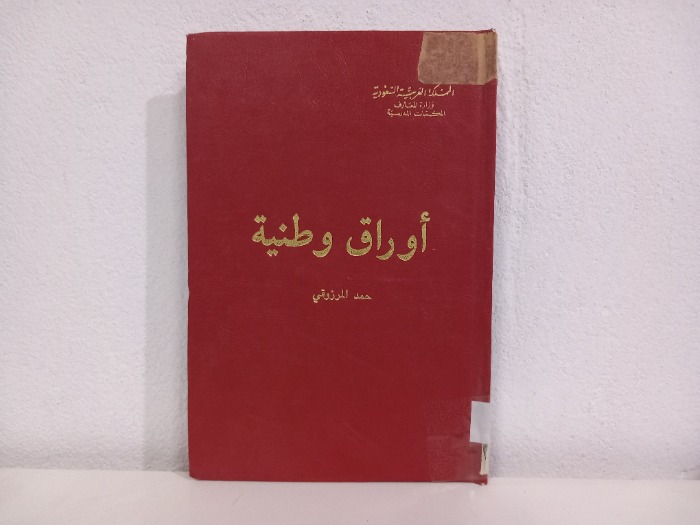 المملكة العربية السعودية
وزارة المعارف
المكتبات المدرسية
أوراق وطنية
حمد المرزوقي